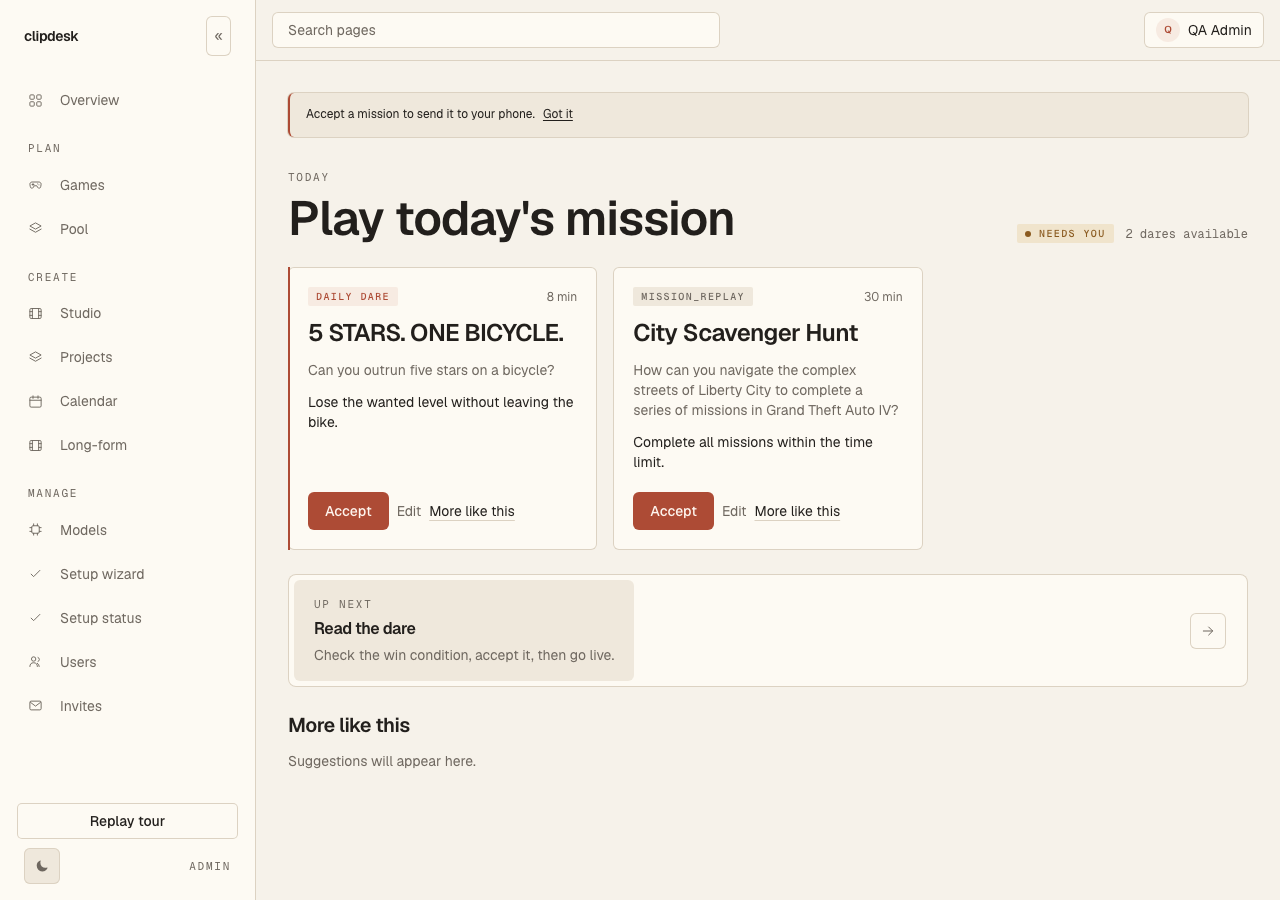 clipdesk
«
Overview
PLAN
Games
Pool
CREATE
Studio
Projects
Calendar
Long-form
MANAGE
Models
Setup wizard
Setup status
Users
Invites
Replay tour
ADMIN
Search pages
Q QA Admin
Accept a mission to send it to your phone. Got it
TODAY
Play today's mission
NEEDS YOU 2 dares available
DAILY DARE 8 min
5 STARS. ONE BICYCLE.
Can you outrun five stars on a bicycle?
Lose the wanted level without leaving the
bike.
Accept Edit More like this
MISSION_REPLAY 30 min
City Scavenger Hunt
How can you navigate the complex
streets of Liberty City to complete a
series of missions in Grand Theft Auto IV?
Complete all missions within the time
limit.
Accept Edit More like this
UP NEXT
Read the dare
Check the win condition, accept it, then go live.
More like this
Suggestions will appear here.